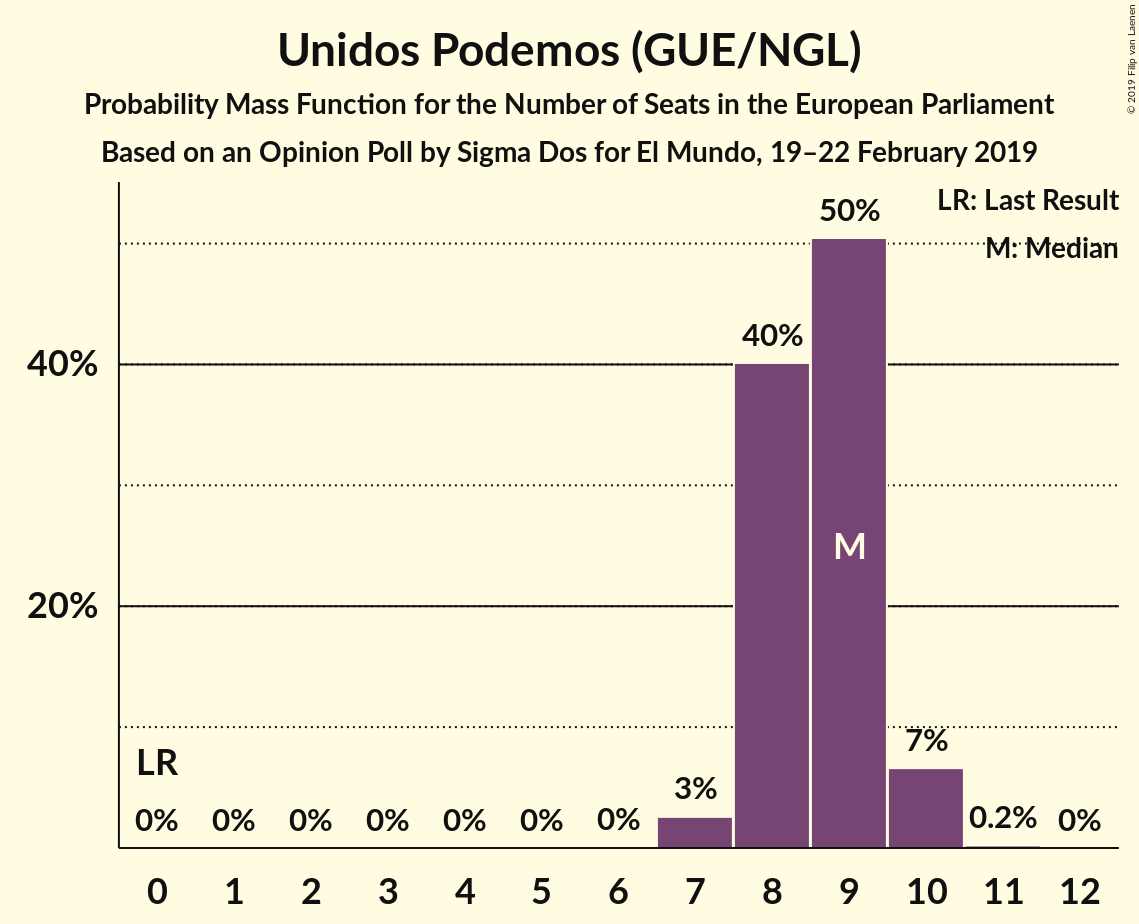 Unidos Podemos (GUE/NGL)
Probability Mass Function for the Number of Seats in the European Parliament
Based on an Opinion Poll by Sigma Dos for El Mundo, 19–22 February 2019
© 2019 Filip van Laenen
LR: Last Result
M: Median
50%
40%
40%
M
20%
LR
7%
3%
0% 0% 0% 0% 0% 0% 0% 0.2% 0%
0 1 2 3 4 5 6 7 8 9 10 11 12